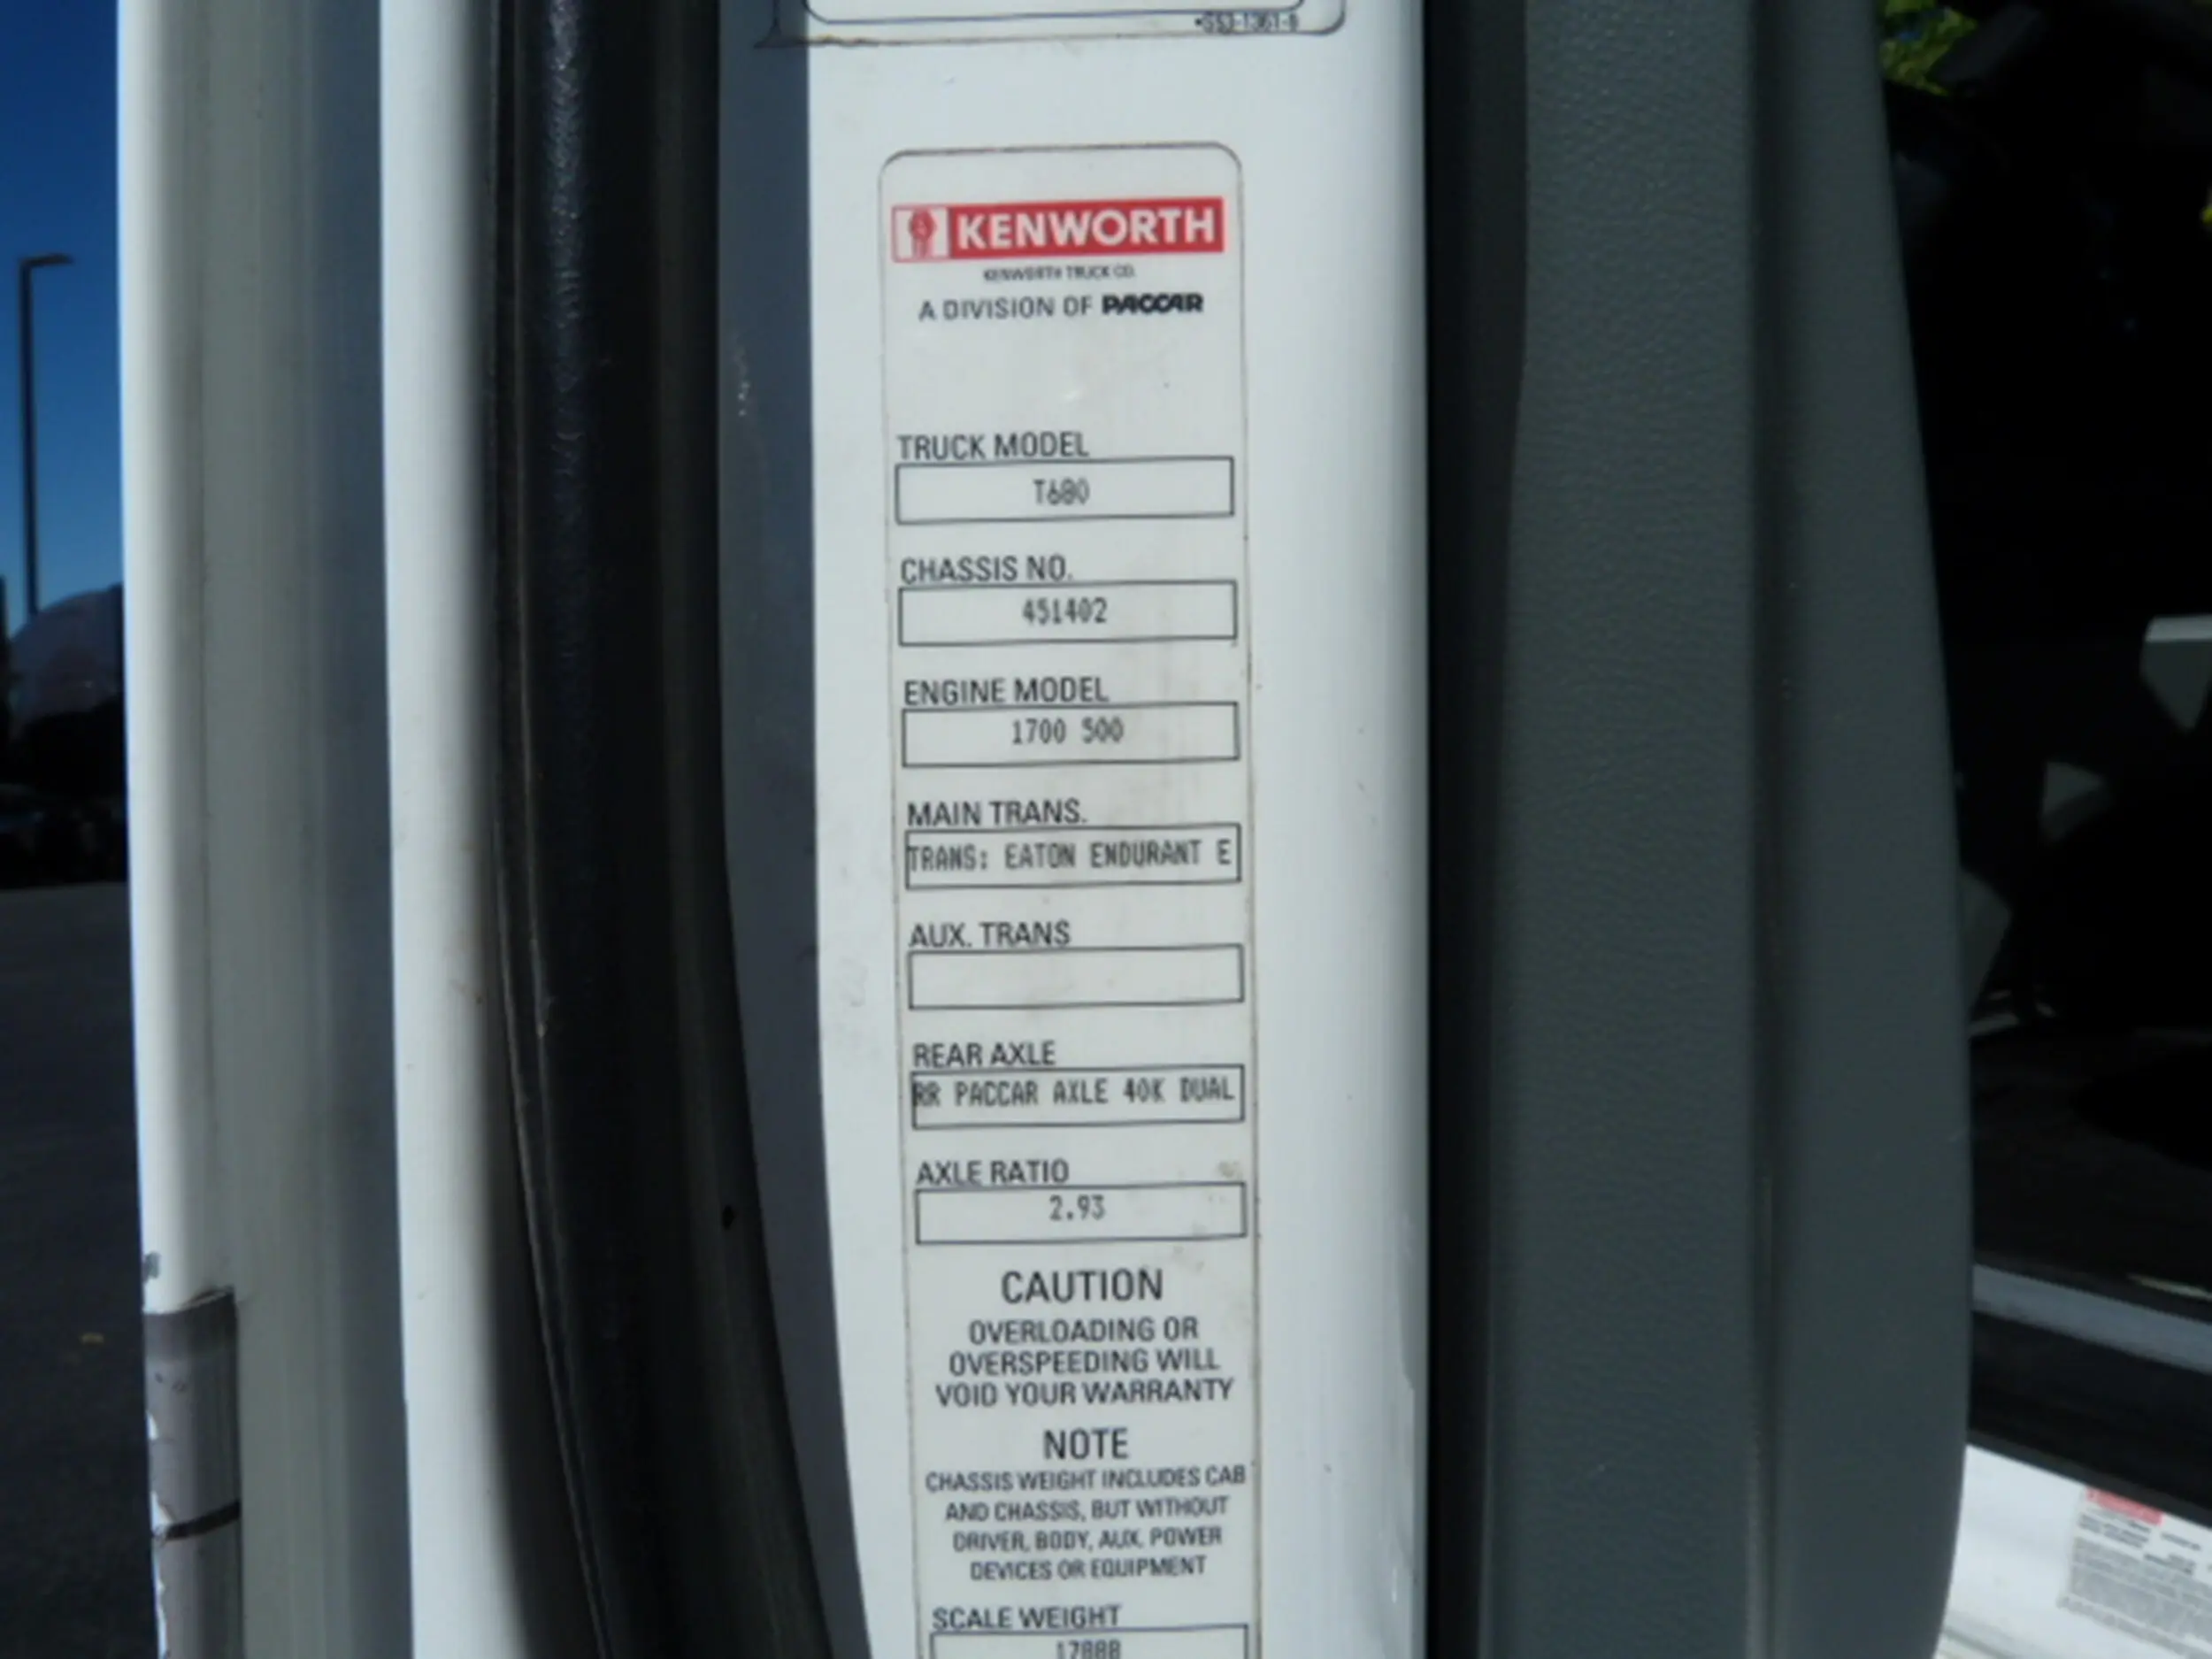 KENWORTH
KENWORTH TRUCK CO.
A DIVISION OF PACCAR
TRUCK MODEL
T680
CHASSIS NO.
451402
ENGINE MODEL
1700 500
MAIN TRANS.
TRANS: EATON ENDURANT E
AUX. TRANS
REAR AXLE
RR PACCAR AXLE 40K DUAL
AXLE RATIO
2.93
CAUTION
OVERLOADING OR
OVERSPEEDING WILL
VOID YOUR WARRANTY
NOTE
CHASSIS WEIGHT INCLUDES CAB
AND CHASSIS, BUT WITHOUT
DRIVER, BODY, AUX. POWER
DEVICES OR EQUIPMENT
SCALE WEIGHT